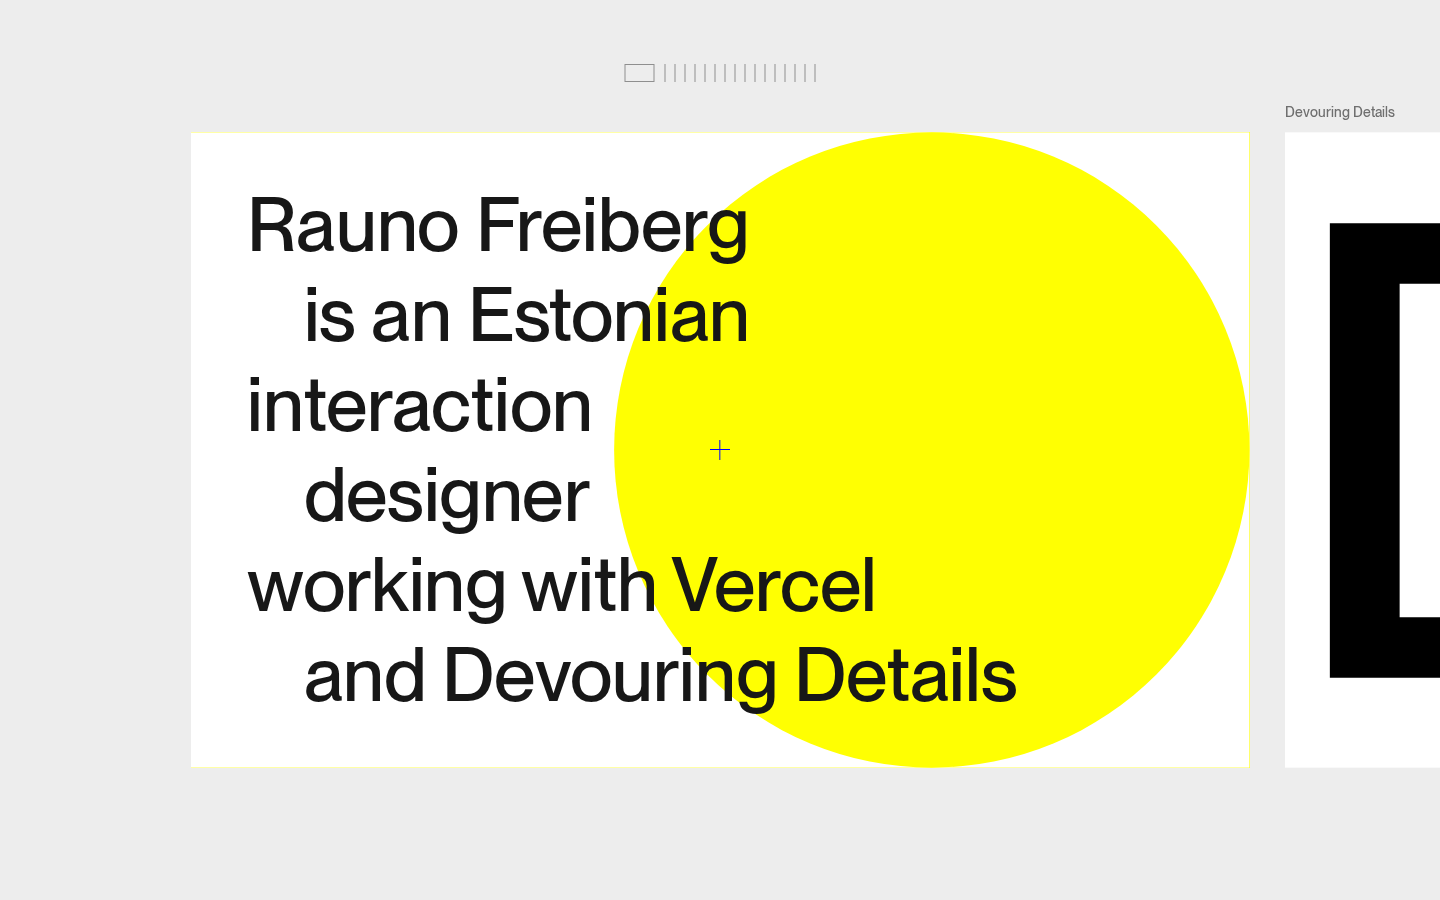 Devouring Details
Rauno Freiberg
is an Estonian
interaction
designer
working with Vercel
and Devouring Details